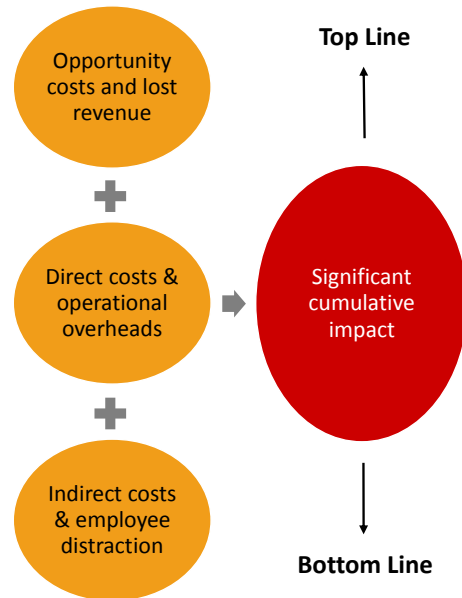 Opportunity
costs and lost
revenue
Direct costs &
operational
overheads
Indirect costs
& employee
distraction
Top Line
Significant
cumulative
impact
Bottom Line